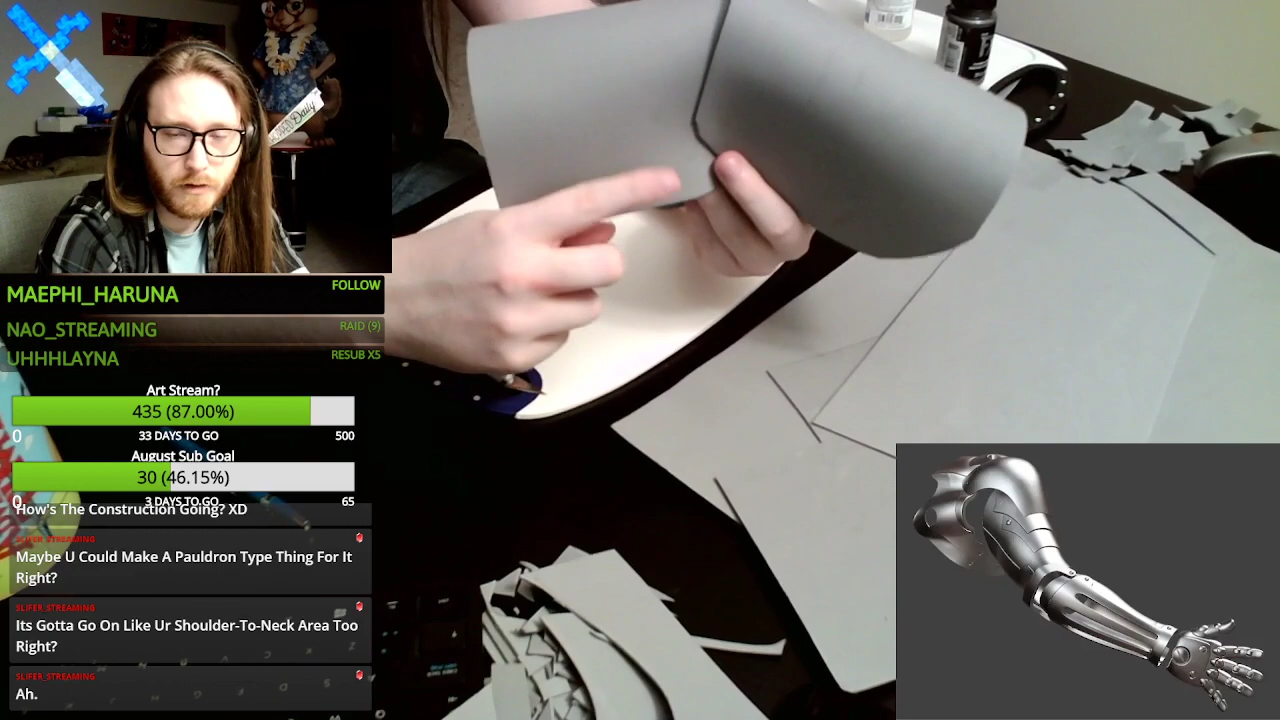 Daily
MAEPHI_HARUNA
FOLLOW
NAO_STREAMING
RAID (9)
UHHHLAYNA
RESUB X5
Art Stream?
435 (87.00%)
0
33 DAYS TO GO
500
August Sub Goal
30 (46.15%)
0
3 DAYS TO GO
65
How's The Construction Going? XD
SLIFER_STREAMING
Maybe U Could Make A Pauldron Type Thing For It
Right?
SLIFER_STREAMING
Its Gotta Go On Like Ur Shoulder-To-Neck Area Too
Right?
SLIFER_STREAMING
Ah.